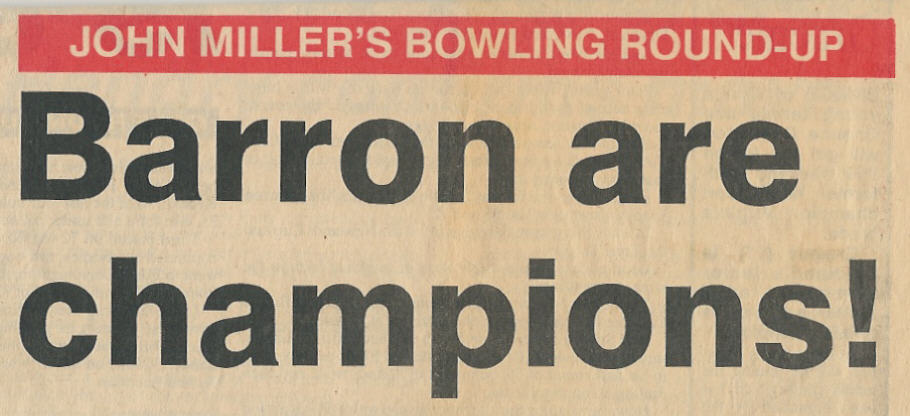 JOHN MILLER'S BOWLING ROUND-UP
Barron are
champions!